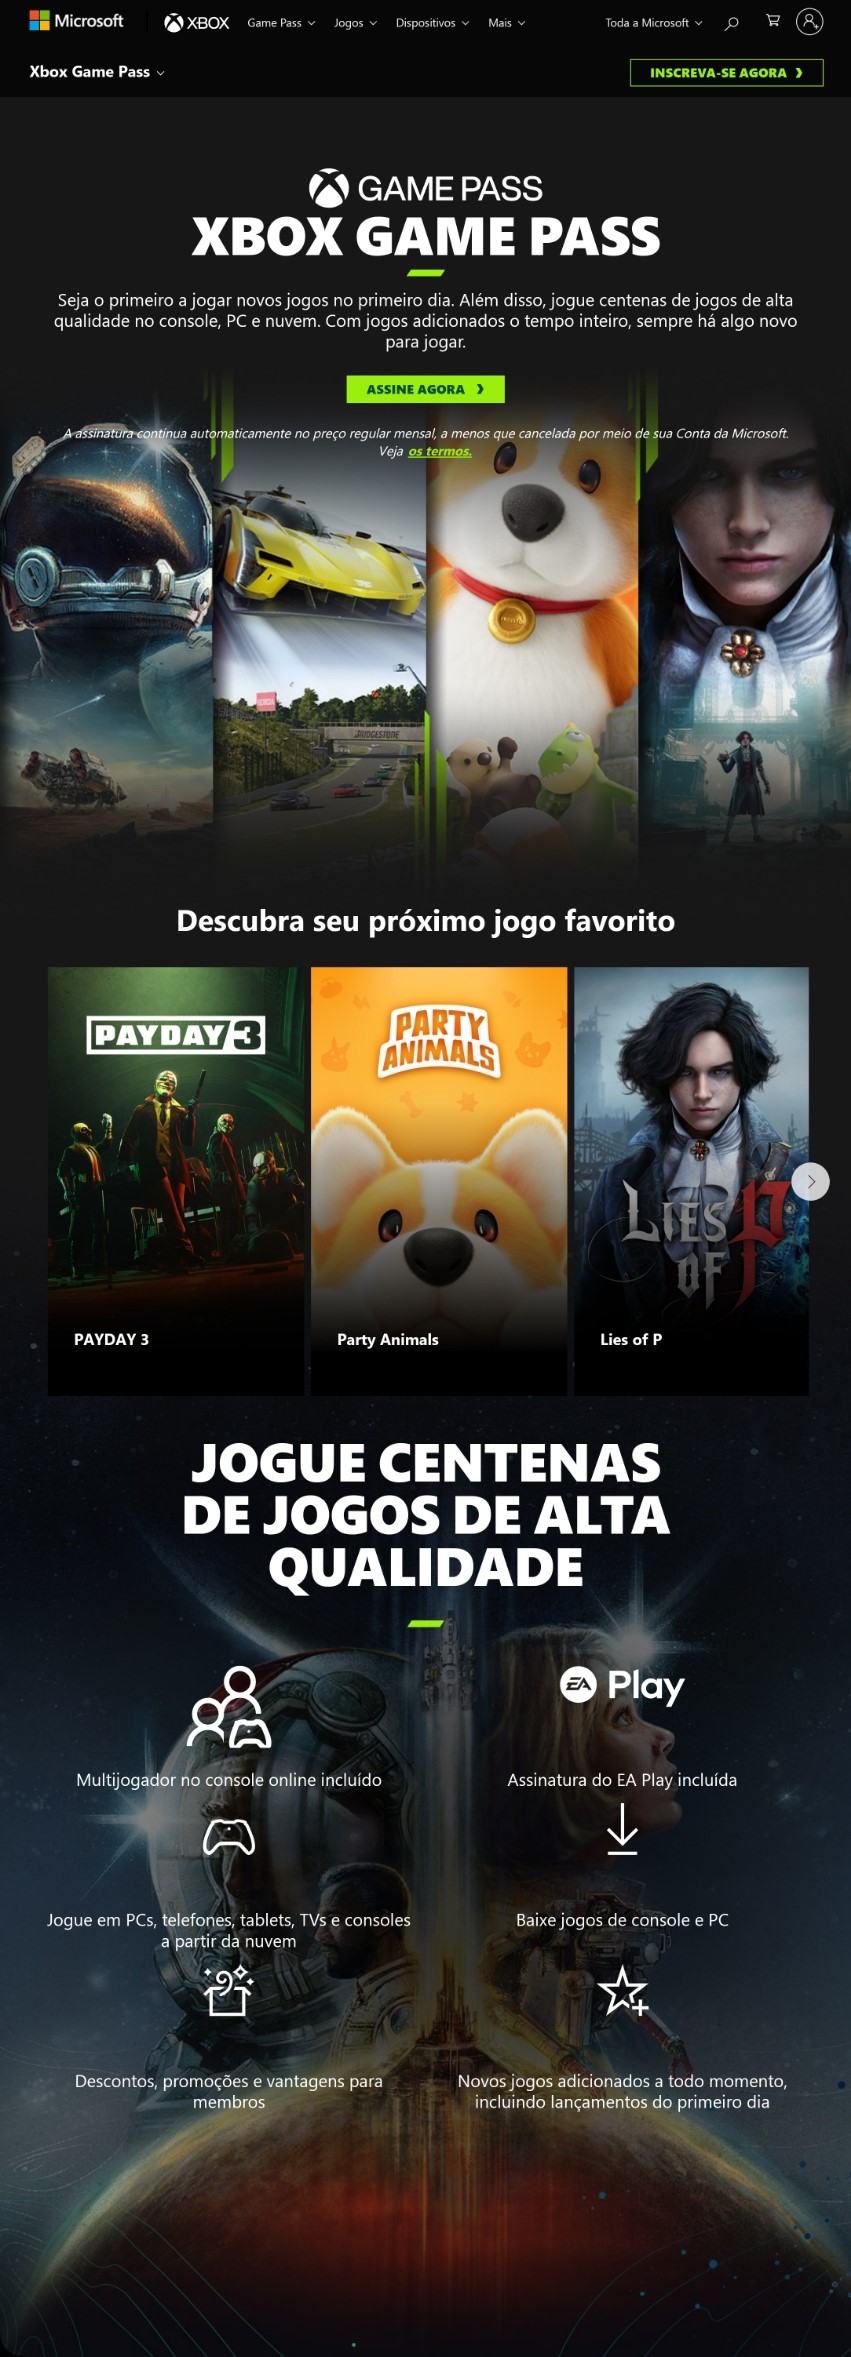 Microsoft
XBOX
Game Pass
Jogos
Dispositivos
Mais
Toda a Microsoft
Xbox Game Pass
INSCREVA-SE AGORA
GAME PASS
XBOX GAME PASS
Seja o primeiro a jogar novos jogos no primeiro dia. Além disso, jogue centenas de jogos de alta
qualidade no console, PC e nuvem. Com jogos adicionados o tempo inteiro, sempre há algo novo
para jogar.
ASSINE AGORA
A assinatura continua automaticamente no preço regular mensal, a menos que cancelada por meio de sua Conta da Microsoft.
Veja os termos.
BRIDGESTONE
Descubra seu próximo jogo favorito
PAYDAY 3
PARTY
ANIMALS
LIES
OF P
PAYDAY 3
Party Animals
Lies of P
JOGUE CENTENAS
DE JOGOS DE ALTA
QUALIDADE
EA Play
Multijogador no console online incluído
Assinatura do EA Play incluída
Jogue em PCs, telefones, tablets, TVs e consoles
a partir da nuvem
Baixe jogos de console e PC
Descontos, promoções e vantagens para
membros
Novos jogos adicionados a todo momento,
incluindo lançamentos do primeiro dia